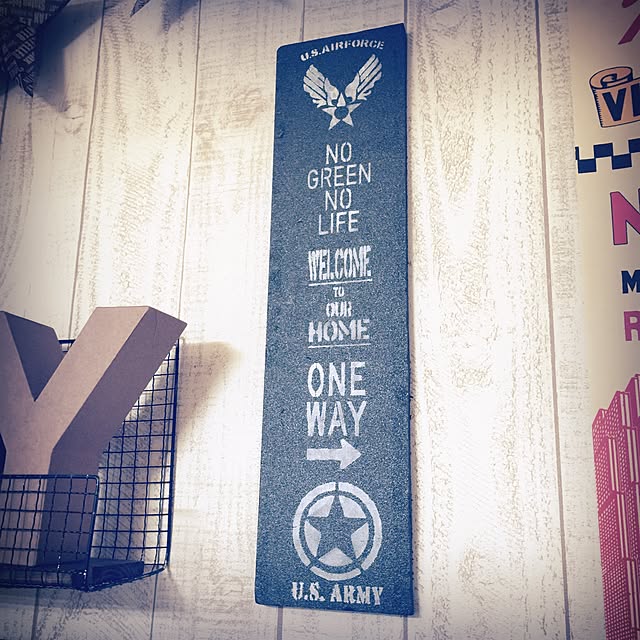 U.S.AIRFORCE
NO
GREEN
NO
LIFE
WELCOME
TO
OUR
HOME
ONE
WAY
U.S. ARMY
Y